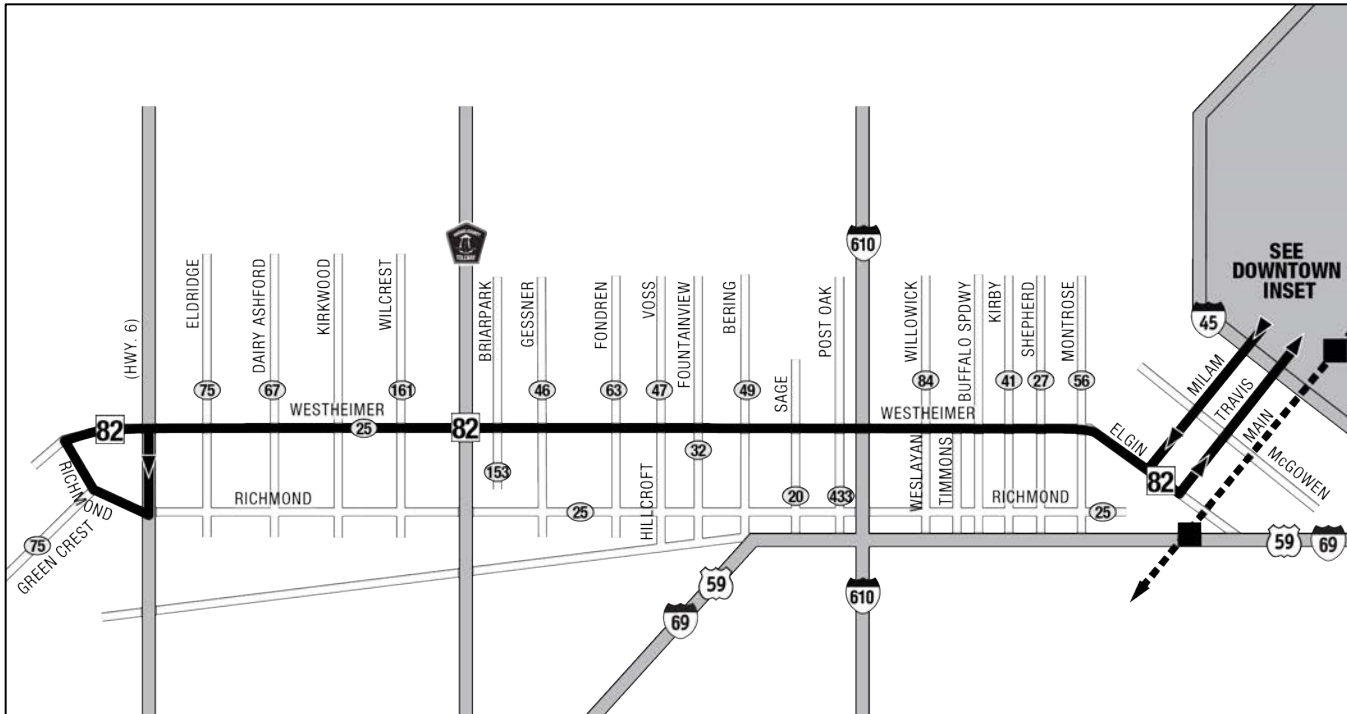 SEE
DOWNTOWN
INSET
610
45
(HWY. 6)
ELDRIDGE
DAIRY ASHFORD
KIRKWOOD
WILCREST
BRIARPARK
GESSNER
FONDREN
VOSS
FOUNTAINVIEW
BERING
SAGE
POST OAK
WILLOWICK
BUFFALO SPDWY
KIRBY
SHEPHERD
MONTROSE
MILAM
TRAVIS
MAIN
McGOWEN
75
67
161
46
63
47
49
84
41
27
56
WESTHEIMER
WESTHEIMER
82
25
82
ELGIN
82
32
153
RICHMOND
RICHMOND
25
HILLCROFT
20
433
WESLAYAN
TIMMONS
RICHMOND
25
75
GREEN CREST
59
69
59
69
610